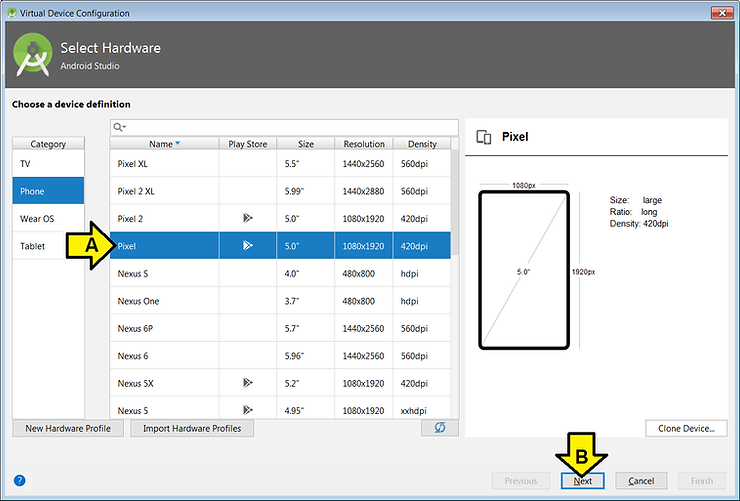 Virtual Device Configuration
Select Hardware
Android Studio
Choose a device definition
Category
TV
Phone
Wear OS
Tablet
Name Play Store Size Resolution Density
Pixel XL 5.5" 1440x2560 560dpi
Pixel 2 XL 5.99" 1440x2880 560dpi
Pixel 2 5.0" 1080x1920 420dpi
A Pixel 5.0" 1080x1920 420dpi
Nexus S 4.0" 480x800 hdpi
Nexus One 3.7" 480x800 hdpi
Nexus 6P 5.7" 1440x2560 560dpi
Nexus 6 5.96" 1440x2560 560dpi
Nexus 5X 5.2" 1080x1920 420dpi
Nexus 5 4.95" 1080x1920 xxhdpi
New Hardware Profile Import Hardware Profiles
Pixel
1080px
5.0" 1920px
Size: large
Ratio: long
Density: 420dpi
Clone Device...
B
? Previous Next Cancel Finish